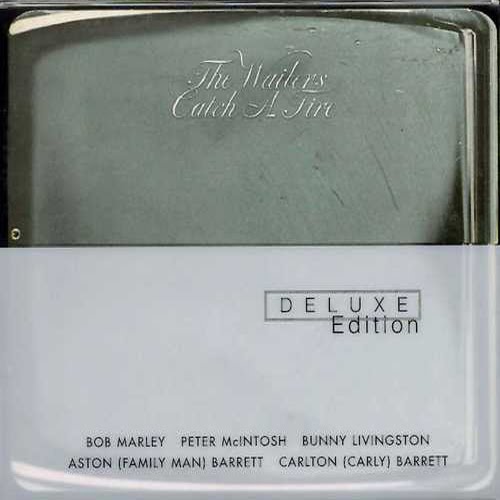 The Wailers
Catch A Fire
DELUXE
Edition
BOB MARLEY PETER McINTOSH BUNNY LIVINGSTON
ASTON (FAMILY MAN) BARRETT CARLTON (CARLY) BARRETT